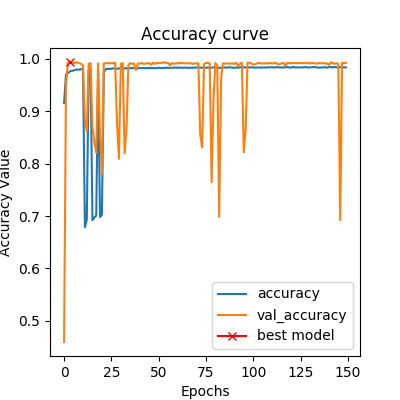 Accuracy curve
Accuracy Value
1.0
0.9
0.8
0.7
0.6
0.5
accuracy
val_accuracy
best model
0 25 50 75 100 125 150
Epochs